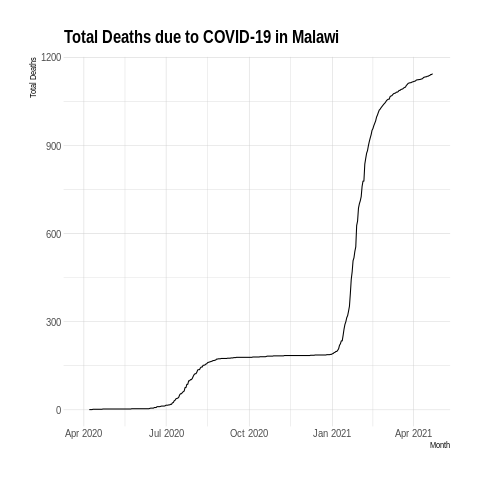 Total Deaths due to COVID-19 in Malawi
Total Deaths
1200
900
600
300
0
Apr 2020 Jul 2020 Oct 2020 Jan 2021 Apr 2021
Month